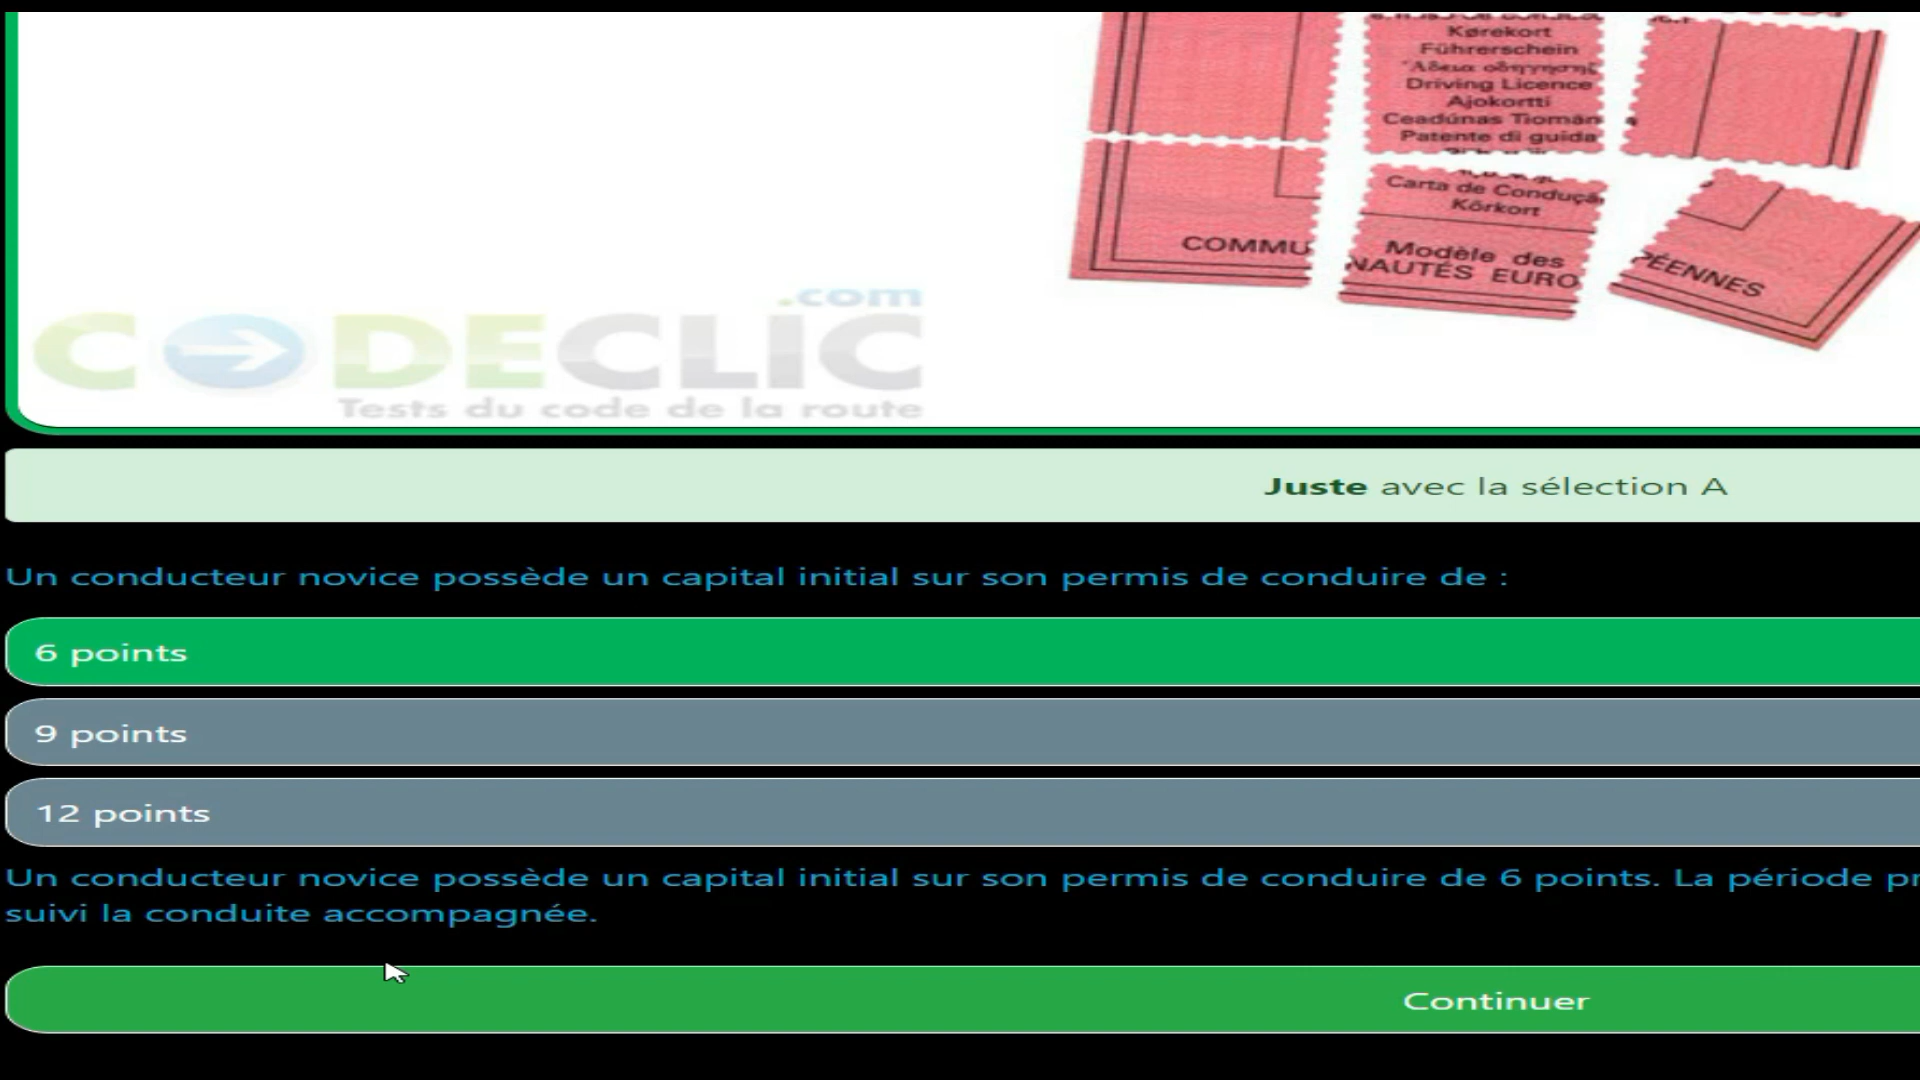 Kørekort
Führerschein
Άδεια οδήγησης
Driving Licence
Ajokortti
Ceadúnas Tiomán
Patente di guida
Carta de Conduçã
Körkort
COMMU
Modèle des
NAUTÉS EURO
PÉENNES
.com
CODECLIC
Tests du code de la route
Juste avec la sélection A
Un conducteur novice possède un capital initial sur son permis de conduire de :
6 points
9 points
12 points
Un conducteur novice possède un capital initial sur son permis de conduire de 6 points. La période pr
suivi la conduite accompagnée.
Continuer